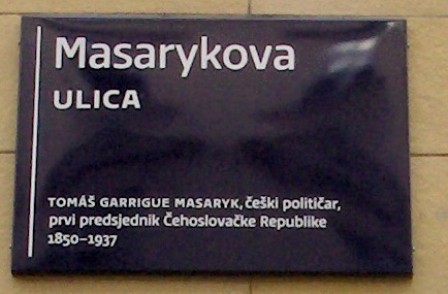 Masarykova
ULICA
TOMÁŠ GARRIGUE MASARYK, češki političar,
prvi predsjednik Čehoslovačke Republike
1850–1937